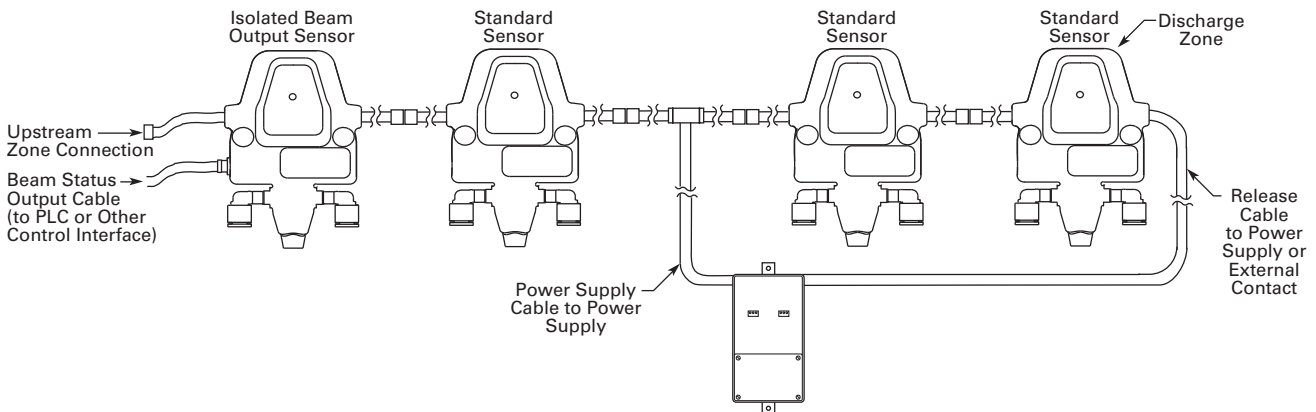 Isolated Beam
Output Sensor
Standard
Sensor
Standard
Sensor
Standard
Sensor
Discharge
Zone
Upstream
Zone Connection
Beam Status
Output Cable
(to PLC or Other
Control Interface)
Power Supply
Cable to Power
Supply
Release
Cable
to Power
Supply or
External
Contact